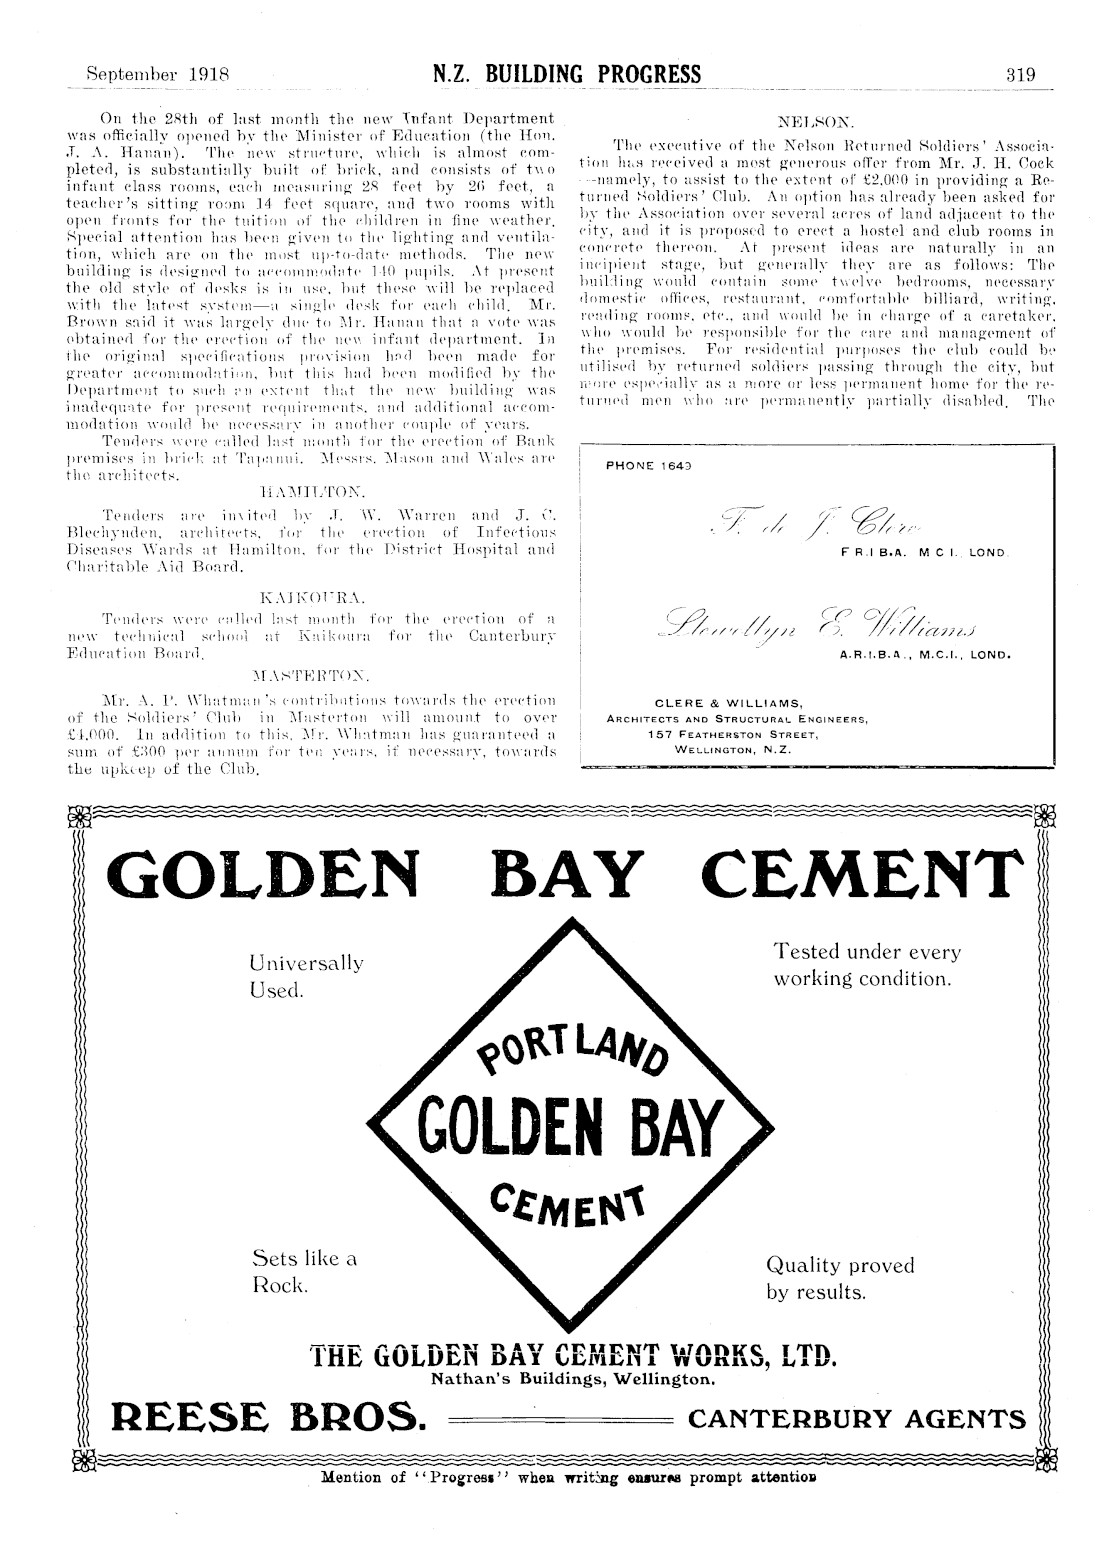 September 1918
N.Z. BUILDING PROGRESS
319
On the 28th of last month the new Infant Department
was officially opened by the Minister of Education (the Hon.
J. A. Hanan). The new structure, which is almost com-
pleted, is substantially built of brick, and consists of two
infant class rooms, each measuring 28 feet by 26 feet, a
teacher's sitting room 14 feet square, and two rooms with
open fronts for the tuition of the children in fine weather.
Special attention has been given to the lighting and ventila-
tion, which are on the most up-to-date methods. The new
building is designed to accommodate 140 pupils. At present
the old style of desks is in use, but these will be replaced
with the latest system—a single desk for each child. Mr.
Brown said it was largely due to Mr. Hanan that a vote was
obtained for the erection of the new infant department. In
the original specifications provision had been made for
greater accommodation, but this had been modified by the
Department to such an extent that the new building was
inadequate for present requirements, and additional accom-
modation would be necessary in another couple of years.
Tenders were called last month for the erection of Bank
premises in brick at Tapanui. Messrs. Mason and Wales are
the architects.
HAMILTON.
Tenders are invited by J. W. Warren and J. C.
Blechynden, architects, for the erection of Infectious
Diseases Wards at Hamilton, for the District Hospital and
Charitable Aid Board.
KAIKOURA.
Tenders were called last month for the erection of a
new technical school at Kaikoura for the Canterbury
Education Board.
MASTERTON.
Mr. A. P. Whatman's contributions towards the erection
of the Soldiers' Club in Masterton will amount to over
£4,000. In addition to this, Mr. Whatman has guaranteed a
sum of £300 per annum for ten years, if necessary, towards
the upkeep of the Club.
NELSON.
The executive of the Nelson Returned Soldiers' Associa-
tion has received a most generous offer from Mr. J. H. Cock
—namely, to assist to the extent of £2,000 in providing a Re-
turned Soldiers' Club. An option has already been asked for
by the Association over several acres of land adjacent to the
city, and it is proposed to erect a hostel and club rooms in
concrete thereon. At present ideas are naturally in an
incipient stage, but generally they are as follows: The
building would contain some twelve bedrooms, necessary
domestic offices, restaurant, comfortable billiard, writing,
reading rooms, etc., and would be in charge of a caretaker,
who would be responsible for the care and management of
the premises. For residential purposes the club could be
utilised by returned soldiers passing through the city, but
more especially as a more or less permanent home for the re-
turned men who are permanently partially disabled. The
PHONE 1649
F. de J. Clere
F R.I B.A. M C I. LOND.
Llewellyn E. Williams
A.R.I.B.A., M.C.I., LOND.
CLERE & WILLIAMS,
ARCHITECTS AND STRUCTURAL ENGINEERS,
157 FEATHERSTON STREET,
WELLINGTON, N.Z.
GOLDEN BAY CEMENT
Universally
Used.
Tested under every
working condition.
PORTLAND
GOLDEN BAY
CEMENT
Sets like a
Rock.
Quality proved
by results.
THE GOLDEN BAY CEMENT WORKS, LTD.
Nathan's Buildings, Wellington.
REESE BROS. CANTERBURY AGENTS
Mention of "Progress" when writing ensures prompt attention